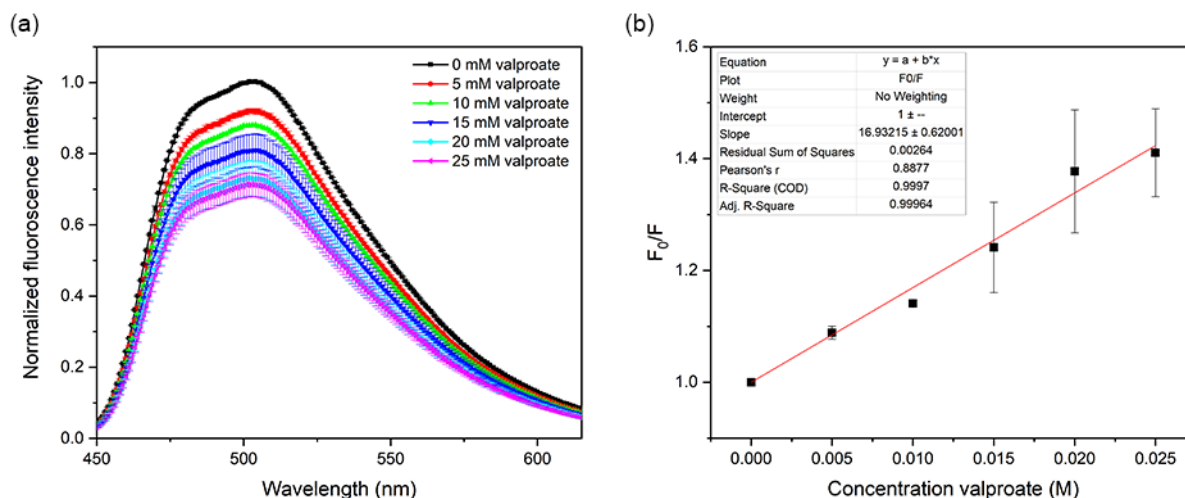 (a)
Normalized fluoroscence intensity
1.0
0.8
0.6
0.4
0.2
0.0
0 mM valproate
5 mM valproate
10 mM valproate
15 mM valproate
20 mM valproate
25 mM valproate
450
500
550
600
Wavelength (nm)
(b)
F0/F
1.6
1.4
1.2
1.0
Equation y = a + b*x
Plot F0/F
Weight No Weighting
Intercept 1 ± --
Slope 16.93215 ± 0.62001
Residual Sum of Squares 0.00264
Pearson's r 0.8877
R-Square (COD) 0.9997
Adj. R-Square 0.99964
0.000
0.005
0.010
0.015
0.020
0.025
Concentration valproate (M)